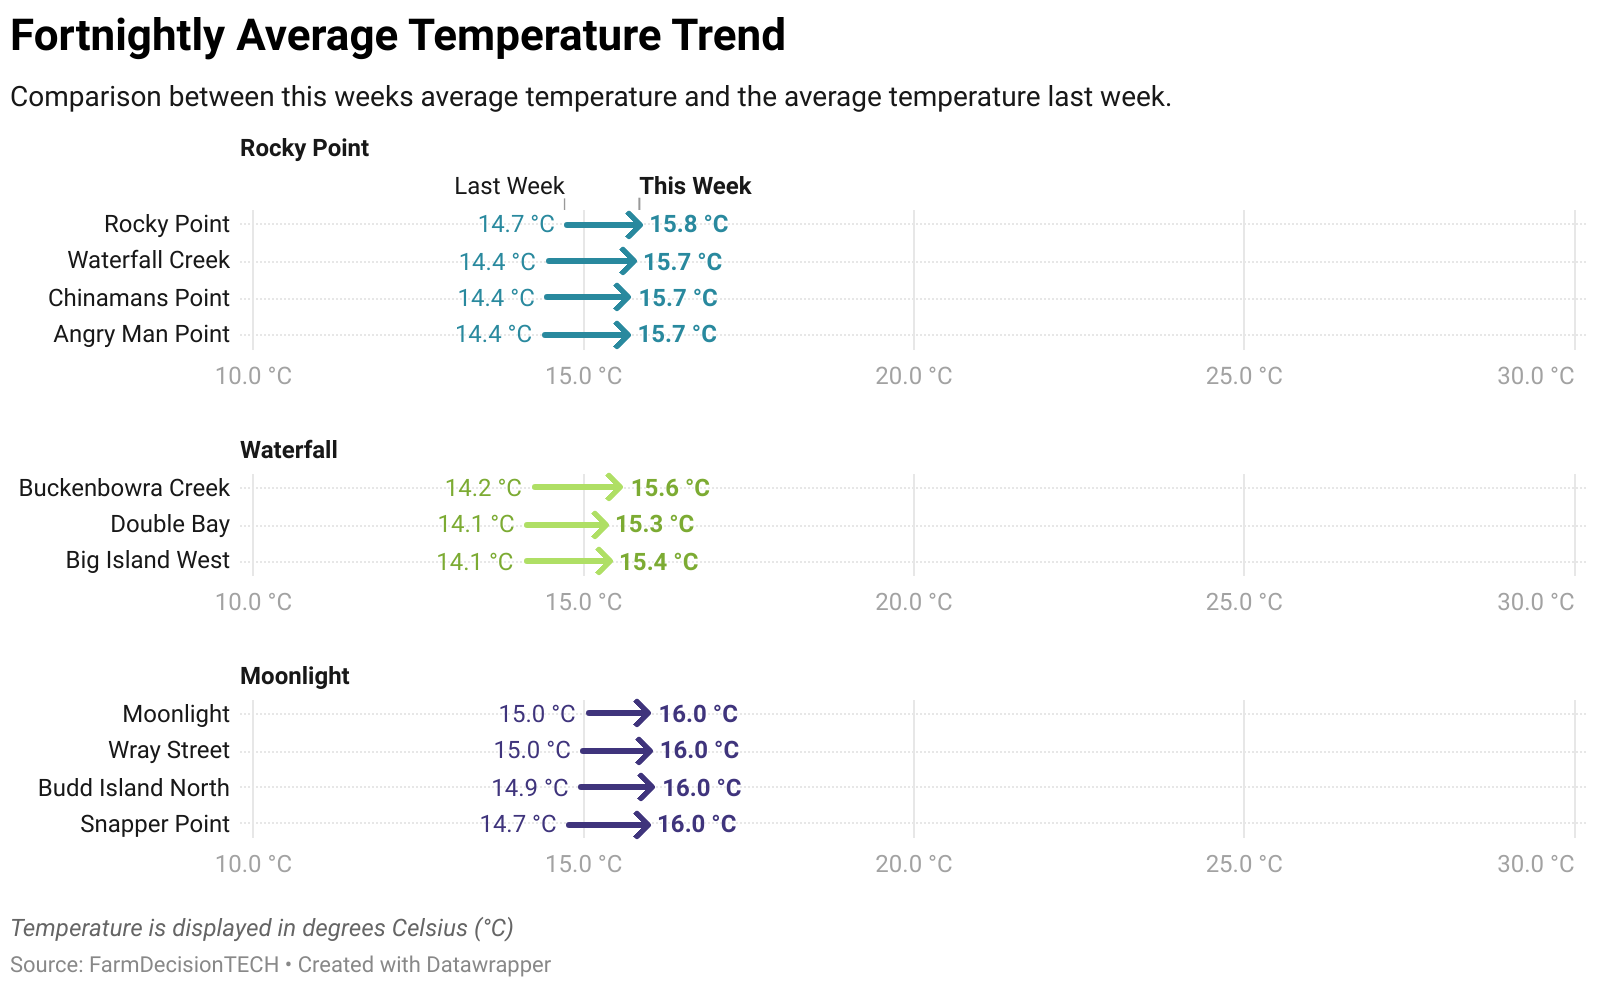 Fortnightly Average Temperature Trend
Comparison between this weeks average temperature and the average temperature last week.
Rocky Point
Last Week This Week
Rocky Point 14.7 °C 15.8 °C
Waterfall Creek 14.4 °C 15.7 °C
Chinamans Point 14.4 °C 15.7 °C
Angry Man Point 14.4 °C 15.7 °C
10.0 °C 15.0 °C 20.0 °C 25.0 °C 30.0 °C
Waterfall
Buckenbowra Creek 14.2 °C 15.6 °C
Double Bay 14.1 °C 15.3 °C
Big Island West 14.1 °C 15.4 °C
10.0 °C 15.0 °C 20.0 °C 25.0 °C 30.0 °C
Moonlight
Moonlight 15.0 °C 16.0 °C
Wray Street 15.0 °C 16.0 °C
Budd Island North 14.9 °C 16.0 °C
Snapper Point 14.7 °C 16.0 °C
10.0 °C 15.0 °C 20.0 °C 25.0 °C 30.0 °C
Temperature is displayed in degrees Celsius (°C)
Source: FarmDecisionTECH • Created with Datawrapper